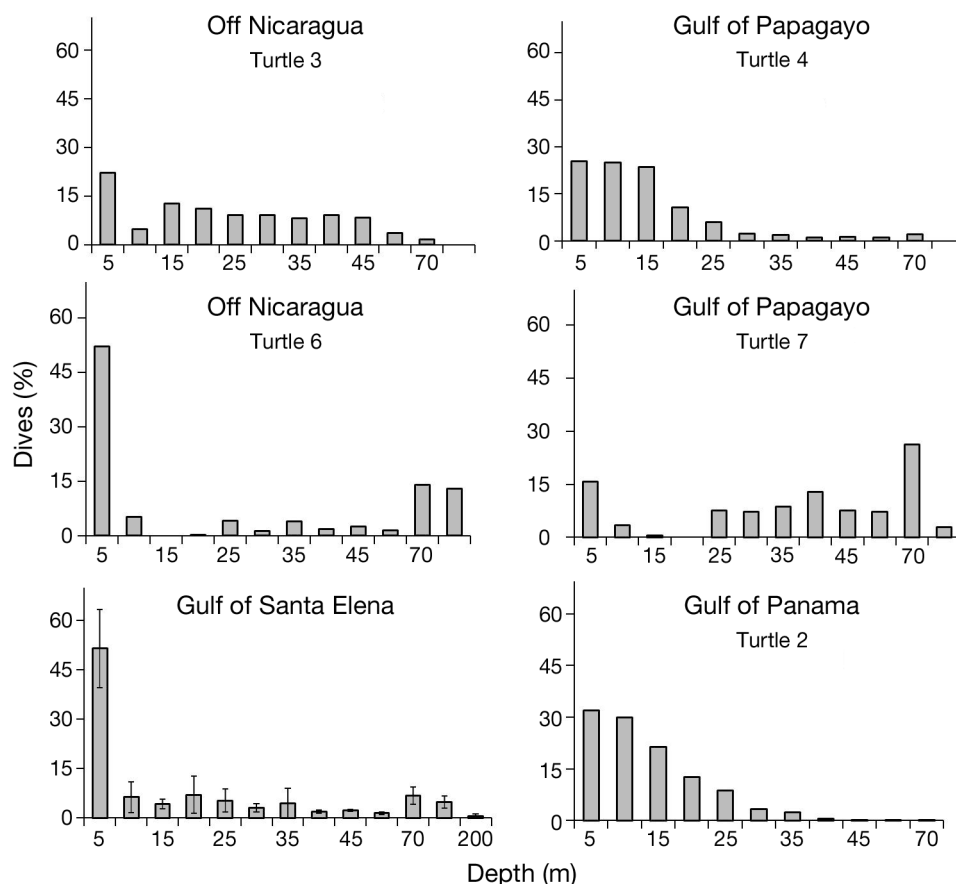 Off Nicaragua
Turtle 3
60
45
30
15
0
5 15 25 35 45 70
Gulf of Papagayo
Turtle 4
60
45
30
15
0
5 15 25 35 45 70
Off Nicaragua
Turtle 6
60
45
30
15
0
5 15 25 35 45 70
Gulf of Papagayo
Turtle 7
60
45
30
15
0
5 15 25 35 45 70
Gulf of Santa Elena
60
45
30
15
0
5 15 25 35 45 70 200
Gulf of Panama
Turtle 2
60
45
30
15
0
5 15 25 35 45 70
Dives (%)
Depth (m)